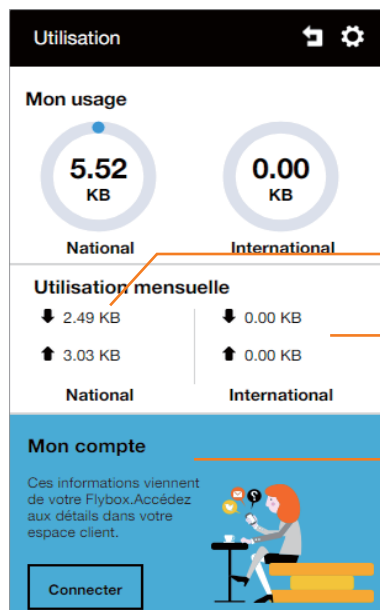 Utilisation
Mon usage
5.52 0.00
KB KB
National International
Utilisation mensuelle
2.49 KB 0.00 KB
3.03 KB 0.00 KB
National International
Mon compte
Ces informations viennent
de votre Flybox.Accédez
aux détails dans votre
espace client.
Connecter